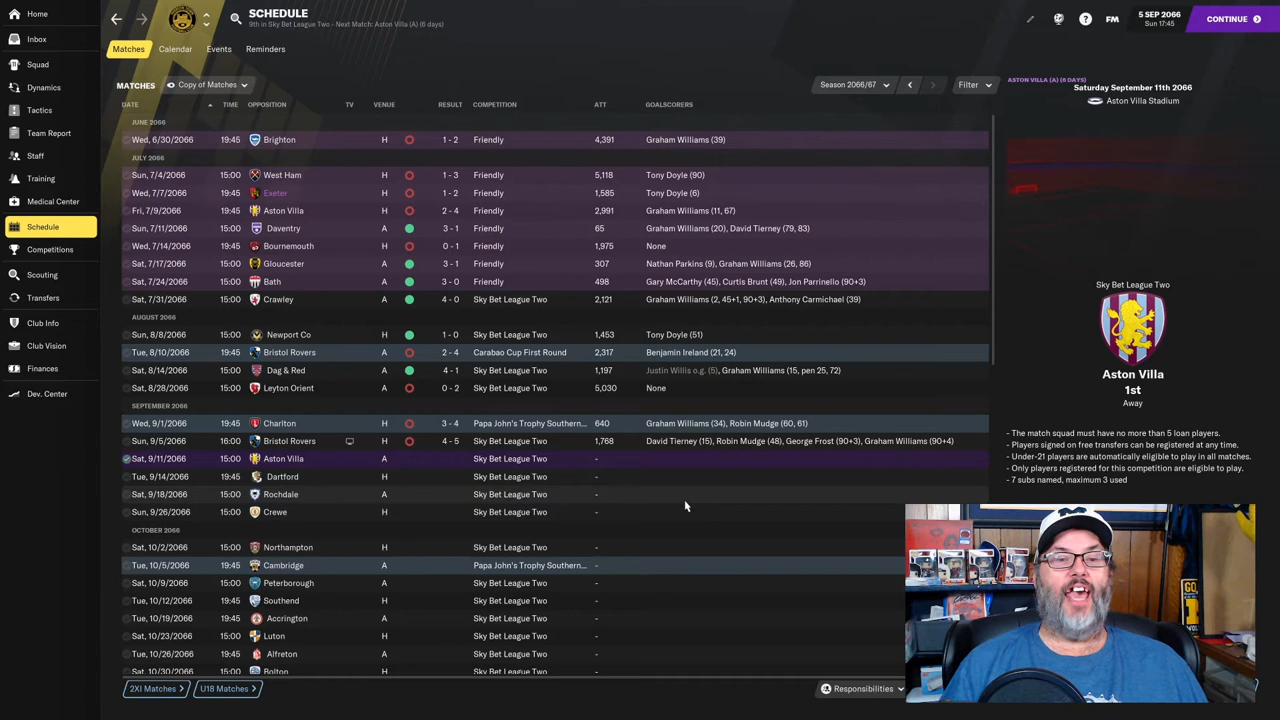 Home
Inbox
Squad
Dynamics
Tactics
Team Report
Staff
Training
Medical Center
Schedule
Competitions
Scouting
Transfers
Club Info
Club Vision
Finances
Dev. Center
SCHEDULE
9th in Sky Bet League Two - Next Match: Aston Villa (A) (6 days)
FM
5 SEP 2066
Sun 17:45
CONTINUE
Matches Calendar Events Reminders
MATCHES Copy of Matches Season 2066/67 Filter
DATE TIME OPPOSITION TV VENUE RESULT COMPETITION ATT GOALSCORERS
JUNE 2066
Wed, 6/30/2066 19:45 Brighton H 1 - 2 Friendly 4,391 Graham Williams (39)
JULY 2066
Sun, 7/4/2066 15:00 West Ham H 1 - 3 Friendly 5,118 Tony Doyle (90)
Wed, 7/7/2066 19:45 Exeter H 1 - 2 Friendly 1,585 Tony Doyle (6)
Fri, 7/9/2066 19:45 Aston Villa H 2 - 4 Friendly 2,991 Graham Williams (11, 67)
Sun, 7/11/2066 15:00 Daventry A 3 - 1 Friendly 65 Graham Williams (20), David Tierney (79, 83)
Wed, 7/14/2066 19:45 Bournemouth H 0 - 1 Friendly 1,975 None
Sat, 7/17/2066 15:00 Gloucester A 3 - 1 Friendly 307 Nathan Parkins (9), Graham Williams (26, 86)
Sat, 7/24/2066 15:00 Bath A 3 - 0 Friendly 498 Gary McCarthy (45), Curtis Brunt (49), Jon Parrinello (90+3)
Sat, 7/31/2066 15:00 Crawley A 4 - 0 Sky Bet League Two 2,121 Graham Williams (2, 45+1, 90+3), Anthony Carmichael (39)
AUGUST 2066
Sun, 8/8/2066 15:00 Newport Co H 1 - 0 Sky Bet League Two 1,453 Tony Doyle (51)
Tue, 8/10/2066 19:45 Bristol Rovers A 2 - 4 Carabao Cup First Round 2,317 Benjamin Ireland (21, 24)
Sat, 8/14/2066 15:00 Dag & Red A 4 - 1 Sky Bet League Two 1,197 Justin Willis o.g. (5), Graham Williams (15, pen 25, 72)
Sat, 8/28/2066 15:00 Leyton Orient A 0 - 2 Sky Bet League Two 5,030 None
SEPTEMBER 2066
Wed, 9/1/2066 19:45 Charlton H 3 - 4 Papa John's Trophy Southern... 640 Graham Williams (34), Robin Mudge (60, 61)
Sun, 9/5/2066 16:00 Bristol Rovers H 4 - 5 Sky Bet League Two 1,768 David Tierney (15), Robin Mudge (48), George Frost (90+3), Graham Williams (90+4)
Sat, 9/11/2066 15:00 Aston Villa A Sky Bet League Two -
Tue, 9/14/2066 19:45 Dartford H Sky Bet League Two -
Sat, 9/18/2066 15:00 Rochdale A Sky Bet League Two -
Sun, 9/26/2066 15:00 Crewe H Sky Bet League Two -
OCTOBER 2066
Sat, 10/2/2066 15:00 Northampton H Sky Bet League Two -
Tue, 10/5/2066 19:45 Cambridge A Papa John's Trophy Southern... -
Sat, 10/9/2066 15:00 Peterborough A Sky Bet League Two -
Tue, 10/12/2066 19:45 Southend H Sky Bet League Two -
Tue, 10/19/2066 19:45 Accrington A Sky Bet League Two -
Sat, 10/23/2066 15:00 Luton H Sky Bet League Two -
Tue, 10/26/2066 19:45 Alfreton A Sky Bet League Two -
Sat, 10/30/2066 15:00 Bolton H Sky Bet League Two -
2XI Matches U18 Matches Responsibilities
ASTON VILLA (A) (6 DAYS)
Saturday September 11th 2066
Aston Villa Stadium
Sky Bet League Two
Aston Villa
1st
Away
- The match squad must have no more than 5 loan players.
- Players signed on free transfers can be registered at any time.
- Under-21 players are automatically eligible to play in all matches.
- Only players registered for this competition are eligible to play.
- 7 subs named, maximum 3 used